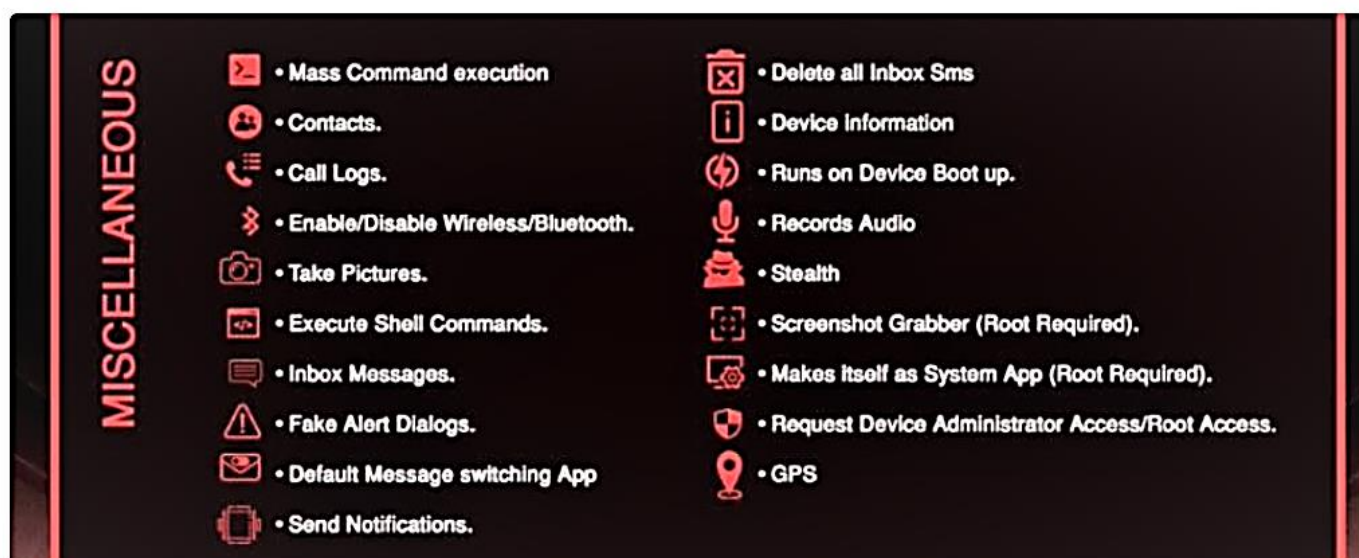 MISCELLANEOUS
• Mass Command execution
• Contacts.
• Call Logs.
• Enable/Disable Wireless/Bluetooth.
• Take Pictures.
• Execute Shell Commands.
• Inbox Messages.
• Fake Alert Dialogs.
• Default Message switching App
• Send Notifications.
• Delete all Inbox Sms
• Device Information
• Runs on Device Boot up.
• Records Audio
• Stealth
• Screenshot Grabber (Root Required).
• Makes itself as System App (Root Required).
• Request Device Administrator Access/Root Access.
• GPS